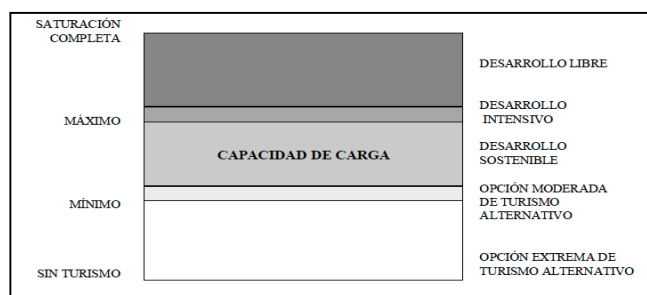 SATURACIÓN
COMPLETA
DESARROLLO LIBRE
DESARROLLO
INTENSIVO
MÁXIMO
CAPACIDAD DE CARGA
DESARROLLO
SOSTENIBLE
OPCIÓN MODERADA
DE TURISMO
ALTERNATIVO
MÍNIMO
OPCIÓN EXTREMA DE
TURISMO ALTERNATIVO
SIN TURISMO